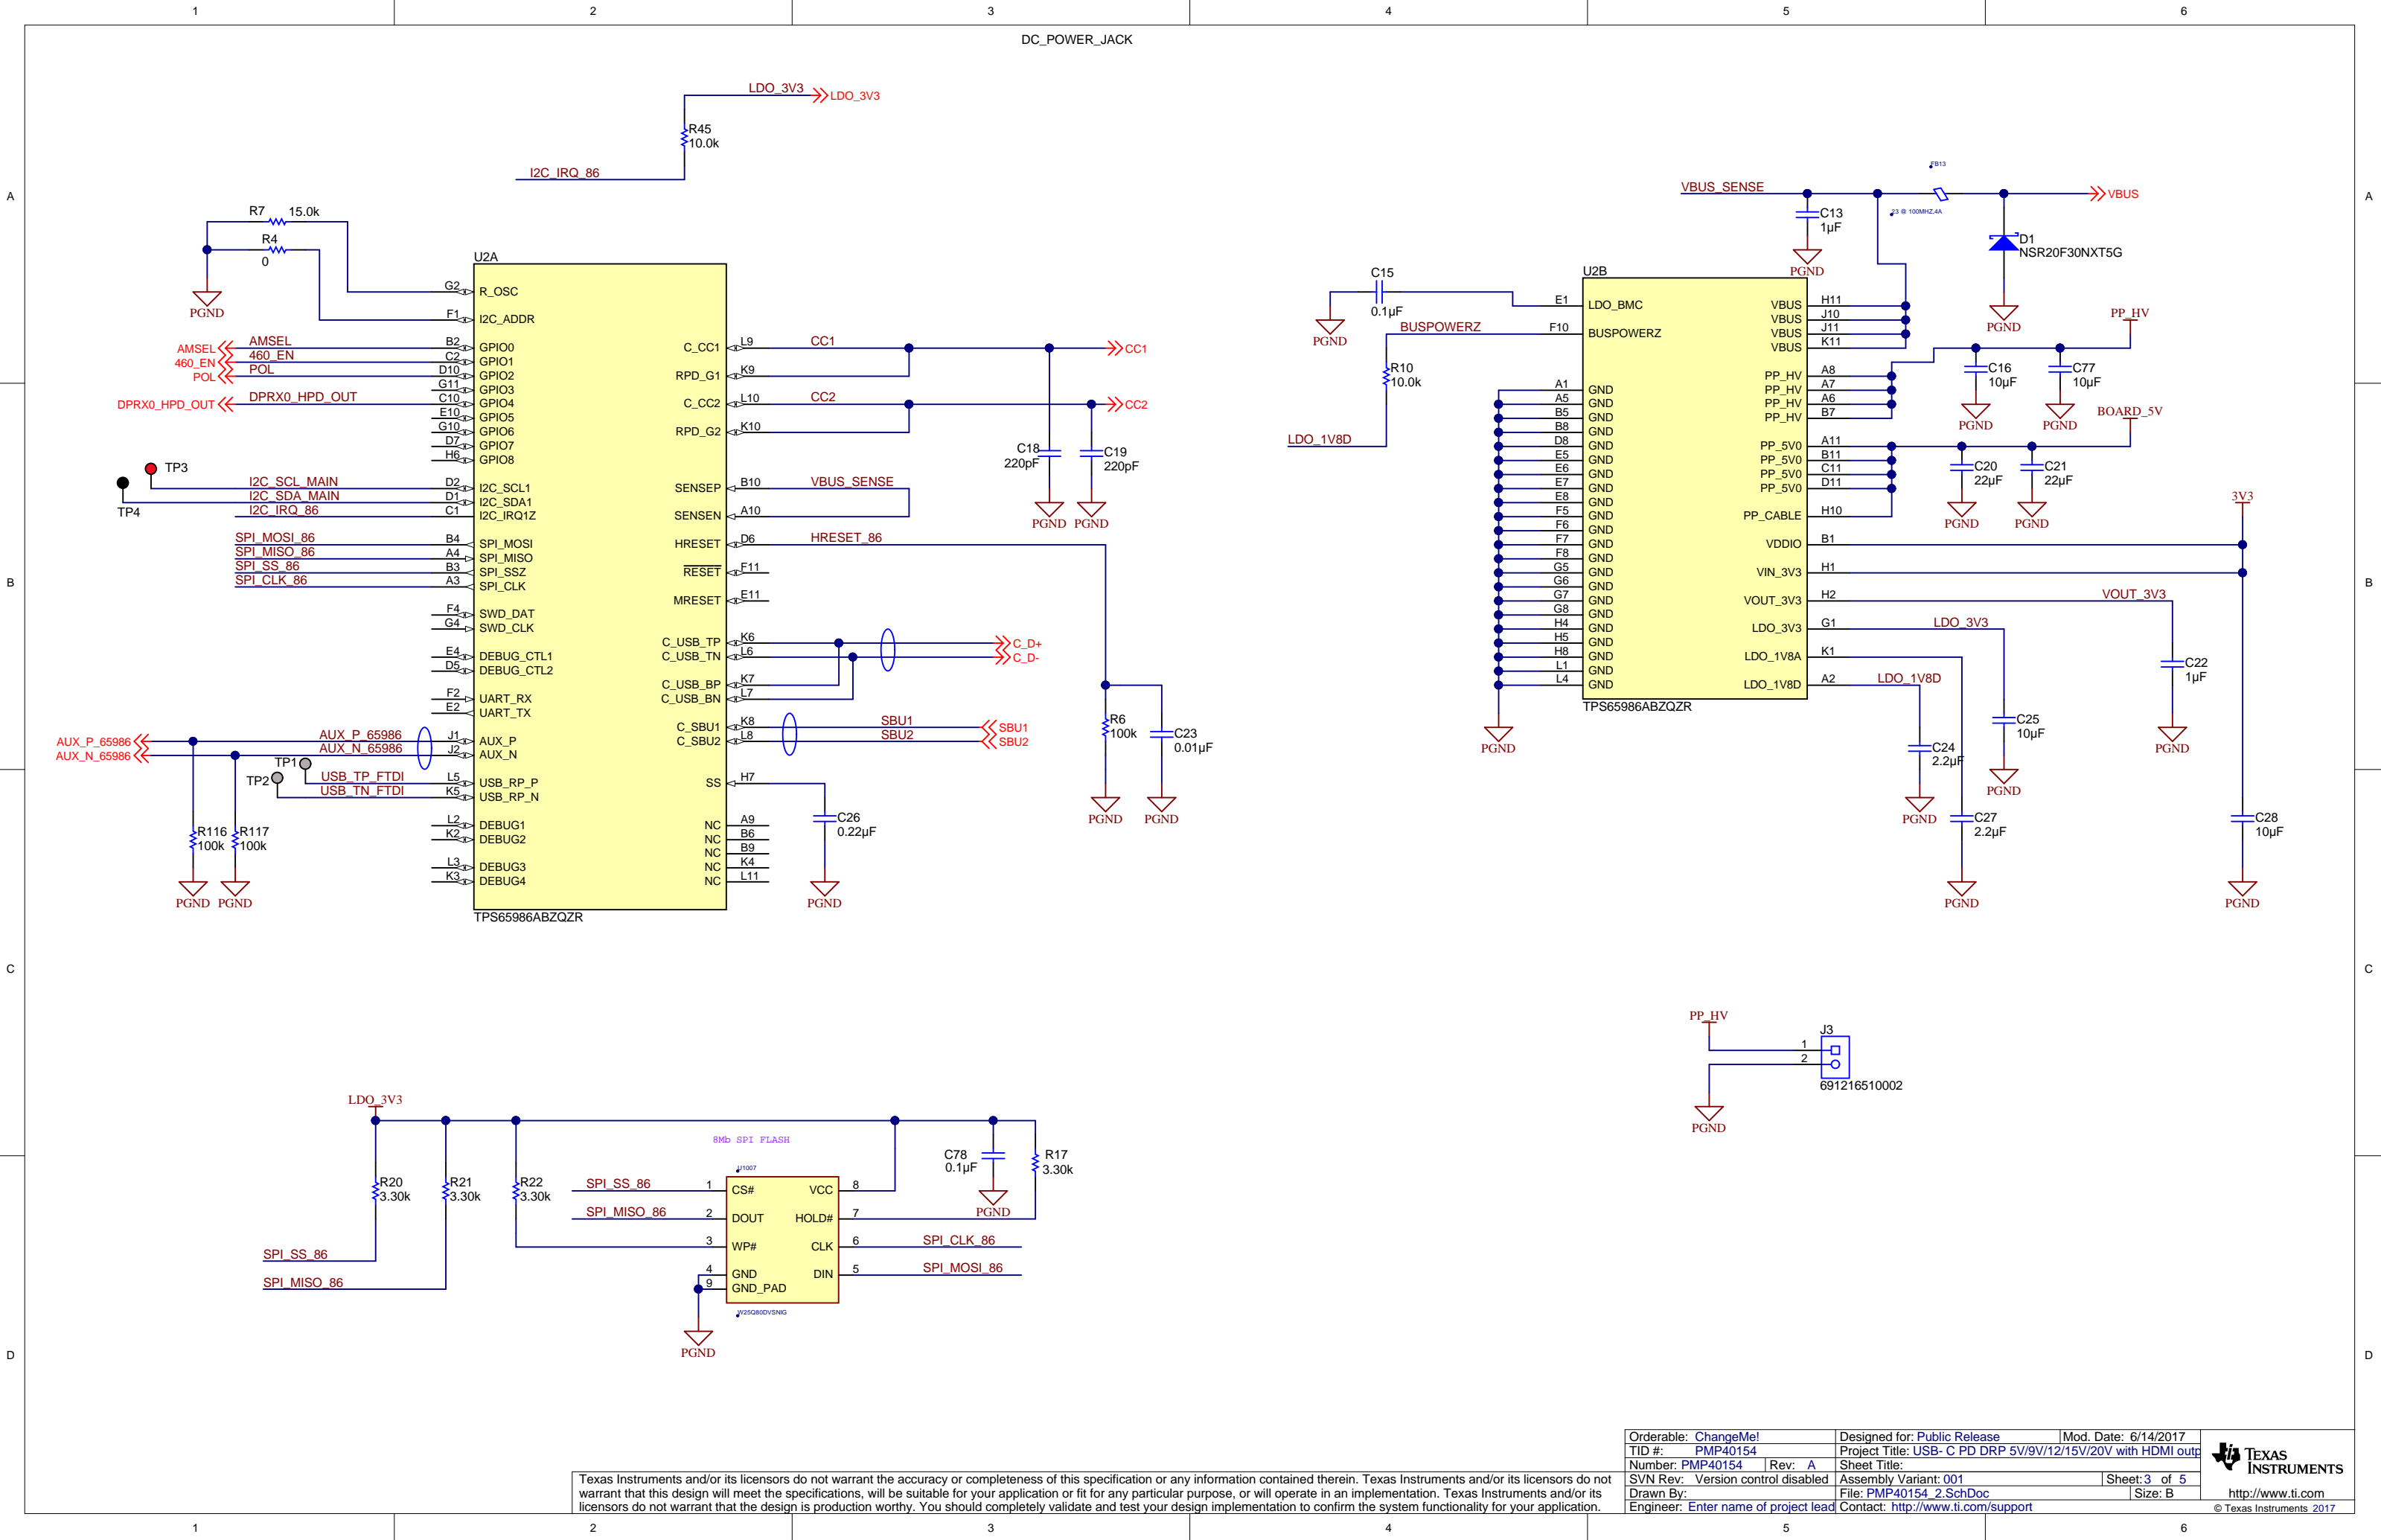 1 2 3 4 5 6
DC_POWER_JACK
A A
B B
C C
D D
LDO_3V3 LDO_3V3
R45
10.0k
I2C_IRQ_86
R7 15.0k
R4
0
PGND
U2A
G2 R_OSC
F1 I2C_ADDR
AMSEL AMSEL B2 GPIO0
460_EN 460_EN C2 GPIO1
POL POL D10 GPIO2
G11 GPIO3
DPRX0_HPD_OUT DPRX0_HPD_OUT C10 GPIO4
E10 GPIO5
G10 GPIO6
D7 GPIO7
H6 GPIO8
TP3
TP4
I2C_SCL_MAIN D2 I2C_SCL1
I2C_SDA_MAIN D1 I2C_SDA1
I2C_IRQ_86 C1 I2C_IRQ1Z
SPI_MOSI_86 B4 SPI_MOSI
SPI_MISO_86 A4 SPI_MISO
SPI_SS_86 B3 SPI_SSZ
SPI_CLK_86 A3 SPI_CLK
F4 SWD_DAT
G4 SWD_CLK
E4 DEBUG_CTL1
D5 DEBUG_CTL2
F2 UART_RX
E2 UART_TX
AUX_P_65986 AUX_P_65986 J1 AUX_P
AUX_N_65986 AUX_N_65986 J2 AUX_N
TP1
TP2
USB_TP_FTDI L5 USB_RP_P
USB_TN_FTDI K5 USB_RP_N
L2 DEBUG1
K2 DEBUG2
L3 DEBUG3
K3 DEBUG4
R116
100k
R117
100k
PGND PGND
C_CC1 L9 CC1 CC1
RPD_G1 K9
C_CC2 L10 CC2 CC2
RPD_G2 K10
C18
220pF
C19
220pF
PGND PGND
SENSEP B10 VBUS_SENSE
SENSEN A10
HRESET D6 HRESET_86
RESET F11
MRESET E11
C_USB_TP K6 C_D+
C_USB_TN L6 C_D-
C_USB_BP K7
C_USB_BN L7
C_SBU1 K8 SBU1 SBU1
C_SBU2 L8 SBU2 SBU2
SS H7
NC A9
NC B6
NC B9
NC K4
NC L11
C26
0.22µF
PGND
R6
100k
C23
0.01µF
PGND PGND
TPS65986ABZQZR
VBUS_SENSE
FB13
23 @ 100MHZ,4A
VBUS
C13
1µF
PGND
D1
NSR20F30NXT5G
PGND
C15
0.1µF
PGND
BUSPOWERZ
R10
10.0k
LDO_1V8D
U2B
E1 LDO_BMC
F10 BUSPOWERZ
A1 GND
A5 GND
B5 GND
B8 GND
D8 GND
E5 GND
E6 GND
E7 GND
E8 GND
F5 GND
F6 GND
F7 GND
F8 GND
G5 GND
G6 GND
G7 GND
G8 GND
H4 GND
H5 GND
H8 GND
L1 GND
L4 GND
PGND
VBUS H11
VBUS J10
VBUS J11
VBUS K11
PP_HV A8
PP_HV A7
PP_HV A6
PP_HV B7
PP_5V0 A11
PP_5V0 B11
PP_5V0 C11
PP_5V0 D11
PP_CABLE H10
VDDIO B1
VIN_3V3 H1
VOUT_3V3 H2 VOUT_3V3
LDO_3V3 G1 LDO_3V3
LDO_1V8A K1
LDO_1V8D A2 LDO_1V8D
TPS65986ABZQZR
PP_HV
C16
10µF
C77
10µF
PGND PGND
BOARD_5V
C20
22µF
C21
22µF
PGND PGND
3V3
C22
1µF
PGND
C25
10µF
PGND
C24
2.2µF
PGND
C27
2.2µF
PGND
C28
10µF
PGND
PP_HV
J3
1
2
691216510002
PGND
LDO_3V3
8Mb SPI FLASH
R20
3.30k
R21
3.30k
R22
3.30k
SPI_SS_86
SPI_MISO_86
U1007
SPI_SS_86 1 CS#
SPI_MISO_86 2 DOUT
3 WP#
4 GND
9 GND_PAD
VCC 8
HOLD# 7
CLK 6 SPI_CLK_86
DIN 5 SPI_MOSI_86
W25Q80DVSNIG
PGND
C78
0.1µF
PGND
R17
3.30k
Texas Instruments and/or its licensors do not warrant the accuracy or completeness of this specification or any information contained therein. Texas Instruments and/or its licensors do not
warrant that this design will meet the specifications, will be suitable for your application or fit for any particular purpose, or will operate in an implementation. Texas Instruments and/or its
licensors do not warrant that the design is production worthy. You should completely validate and test your design implementation to confirm the system functionality for your application.
Orderable: ChangeMe! Designed for: Public Release Mod. Date: 6/14/2017
TID #: PMP40154 Project Title: USB- C PD DRP 5V/9V/12/15V/20V with HDMI outp
Number: PMP40154 Rev: A Sheet Title:
SVN Rev: Version control disabled Assembly Variant: 001 Sheet: 3 of 5
Drawn By: File: PMP40154_2.SchDoc Size: B
Engineer: Enter name of project lead Contact: http://www.ti.com/support
TEXAS
INSTRUMENTS
http://www.ti.com
© Texas Instruments 2017
1 2 3 4 5 6